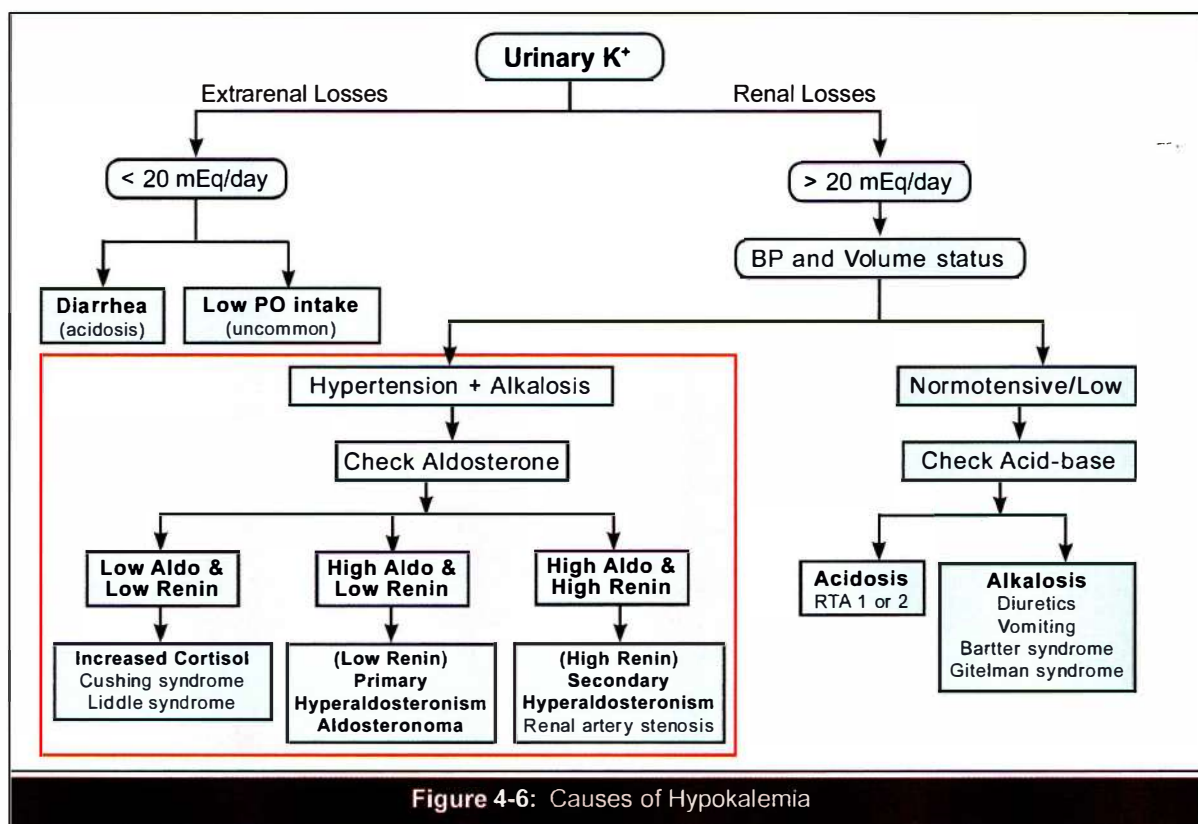 Urinary K⁺
Extrarenal Losses
Renal Losses
< 20 mEq/day
> 20 mEq/day
BP and Volume status
Diarrhea
(acidosis)
Low PO intake
(uncommon)
Hypertension + Alkalosis
Normotensive/Low
Check Aldosterone
Check Acid-base
Low Aldo &
Low Renin
High Aldo &
Low Renin
High Aldo &
High Renin
Acidosis
RTA 1 or 2
Alkalosis
Diuretics
Vomiting
Bartter syndrome
Gitelman syndrome
Increased Cortisol
Cushing syndrome
Liddle syndrome
(Low Renin)
Primary
Hyperaldosteronism
Aldosteronoma
(High Renin)
Secondary
Hyperaldosteronism
Renal artery stenosis
Figure 4-6: Causes of Hypokalemia